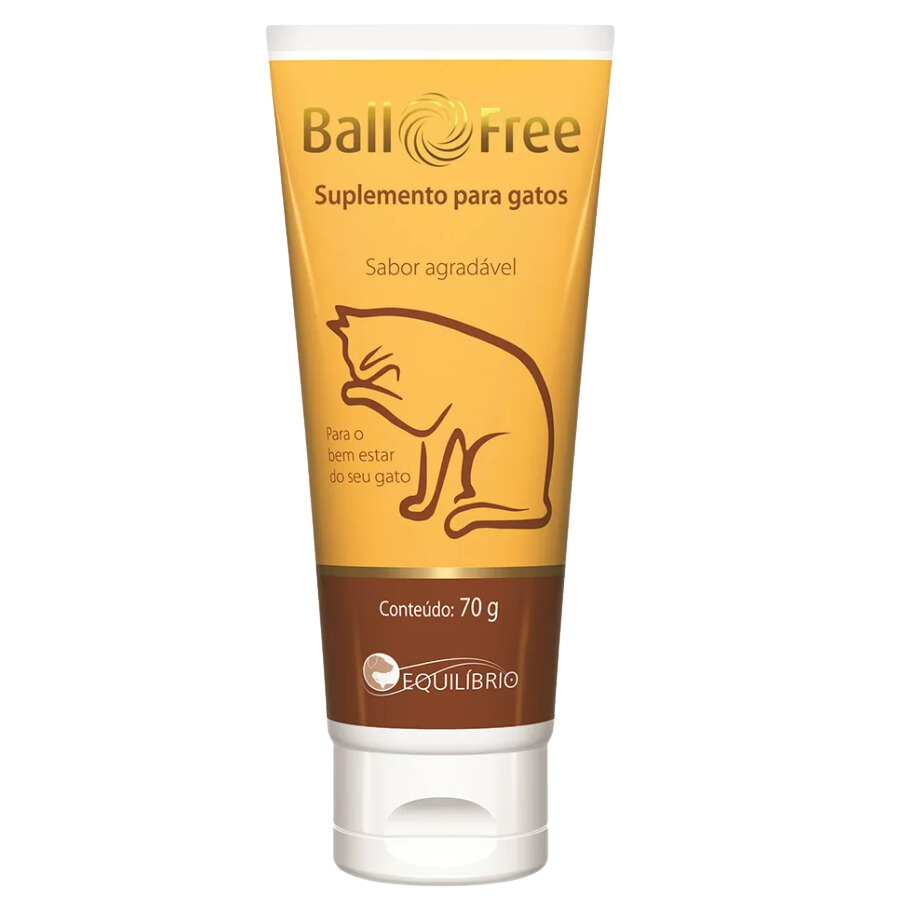 Ball Free
Suplemento para gatos
Sabor agradável
Para o
bem estar
do seu gato
Conteúdo: 70 g
EQUILÍBRIO